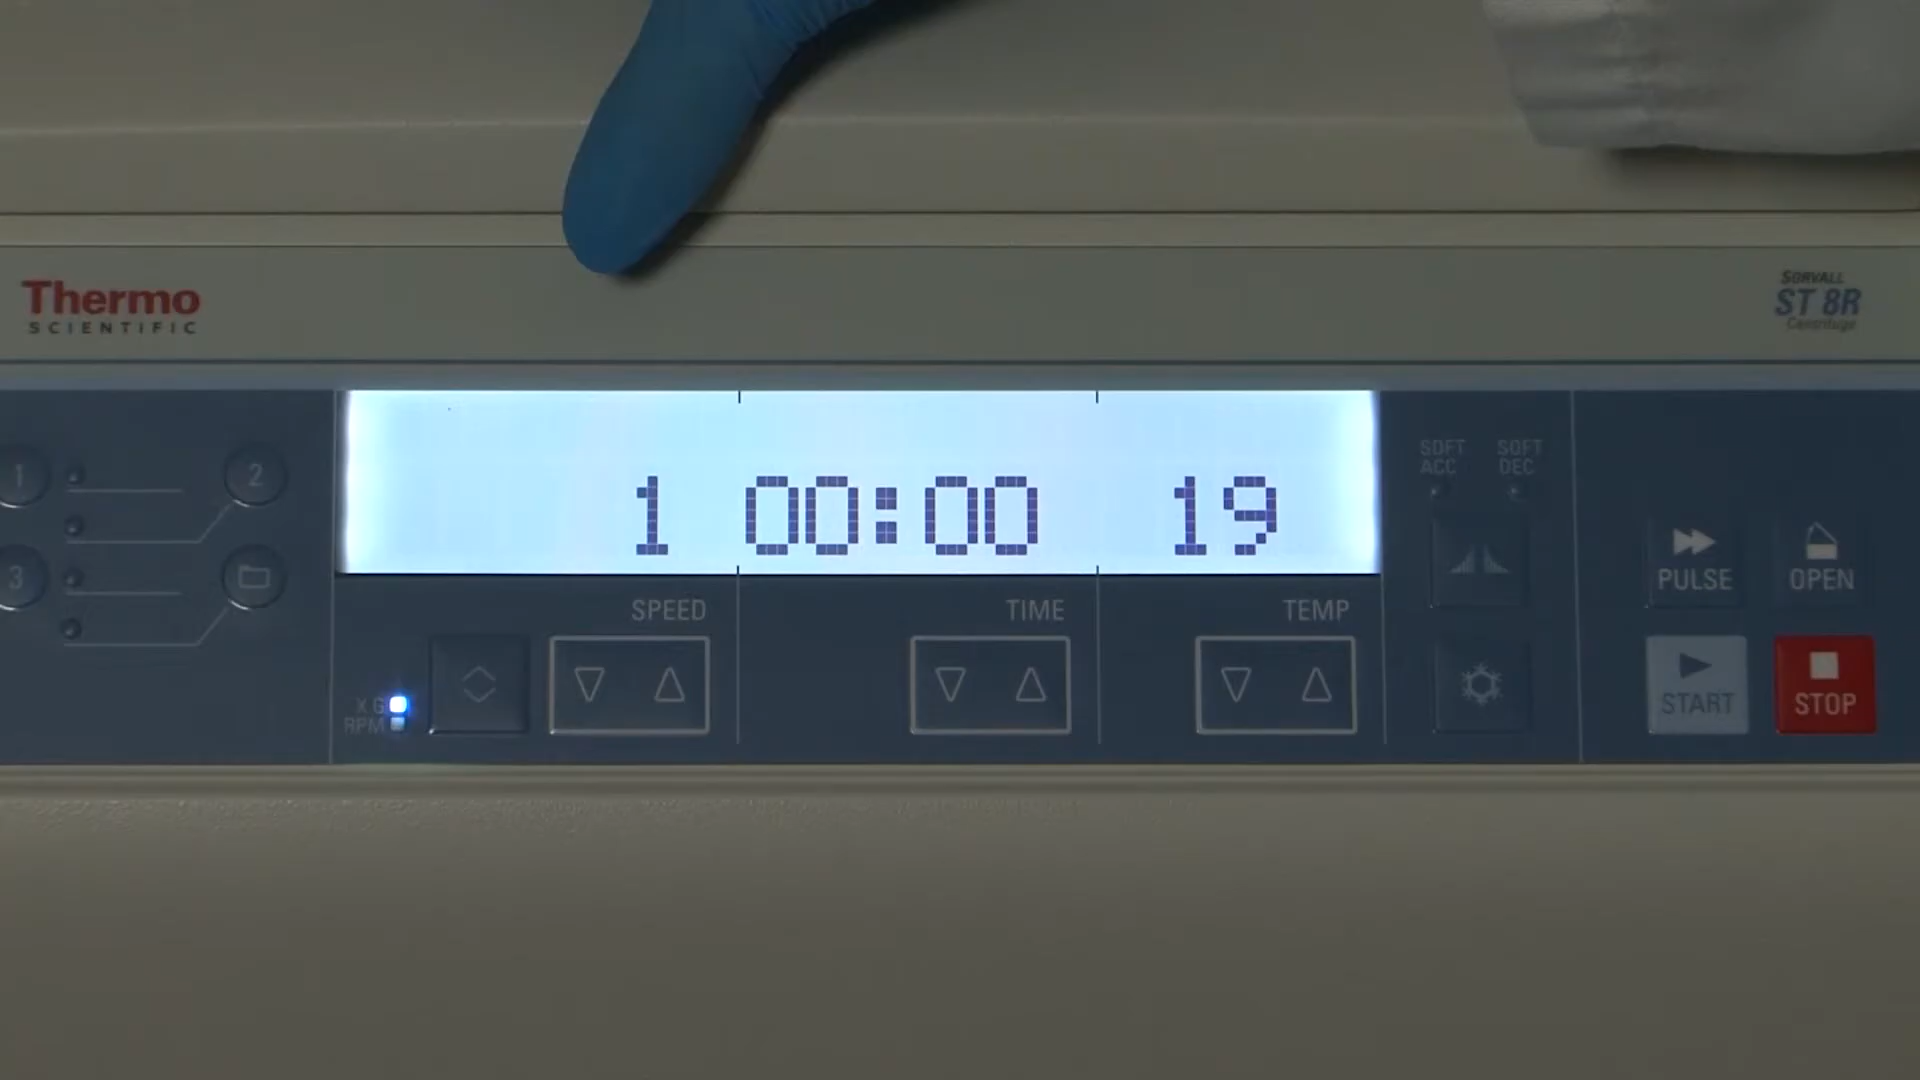 Thermo
SCIENTIFIC
SORVALL
ST 8R
Centrifuge
1 2
3
1 00:00 19
SPEED TIME TEMP
X G
RPM
SOFT ACC
SOFT DEC
PULSE
OPEN
START
STOP